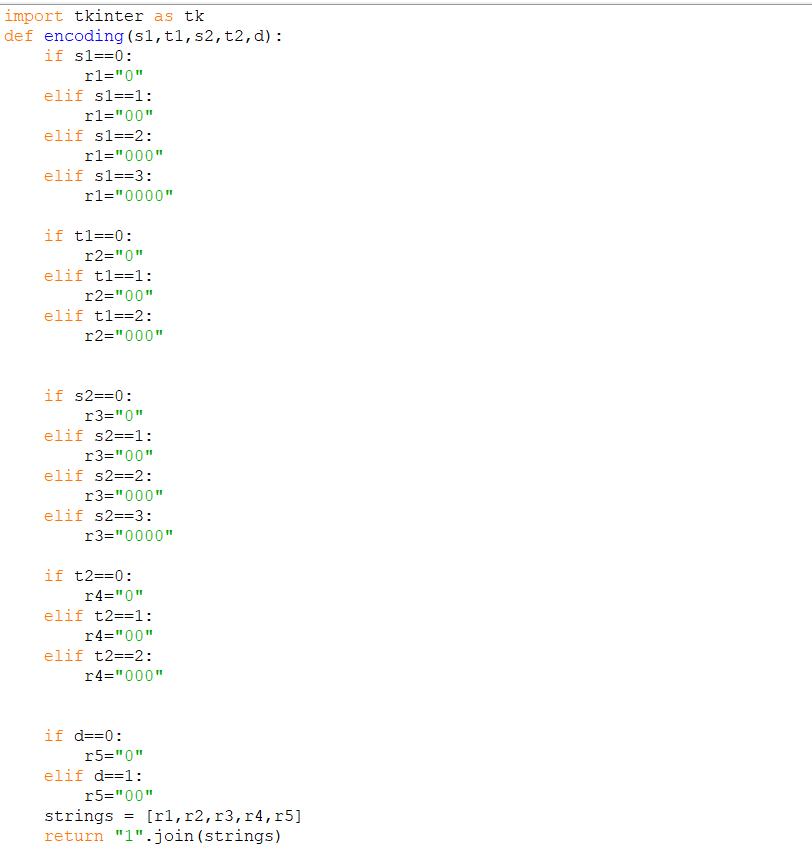 import tkinter as tk
def encoding(s1,t1,s2,t2,d):
    if s1==0:
        r1="0"
    elif s1==1:
        r1="00"
    elif s1==2:
        r1="000"
    elif s1==3:
        r1="0000"

    if t1==0:
        r2="0"
    elif t1==1:
        r2="00"
    elif t1==2:
        r2="000"


    if s2==0:
        r3="0"
    elif s2==1:
        r3="00"
    elif s2==2:
        r3="000"
    elif s2==3:
        r3="0000"

    if t2==0:
        r4="0"
    elif t2==1:
        r4="00"
    elif t2==2:
        r4="000"


    if d==0:
        r5="0"
    elif d==1:
        r5="00"
    strings = [r1,r2,r3,r4,r5]
    return "1".join(strings)